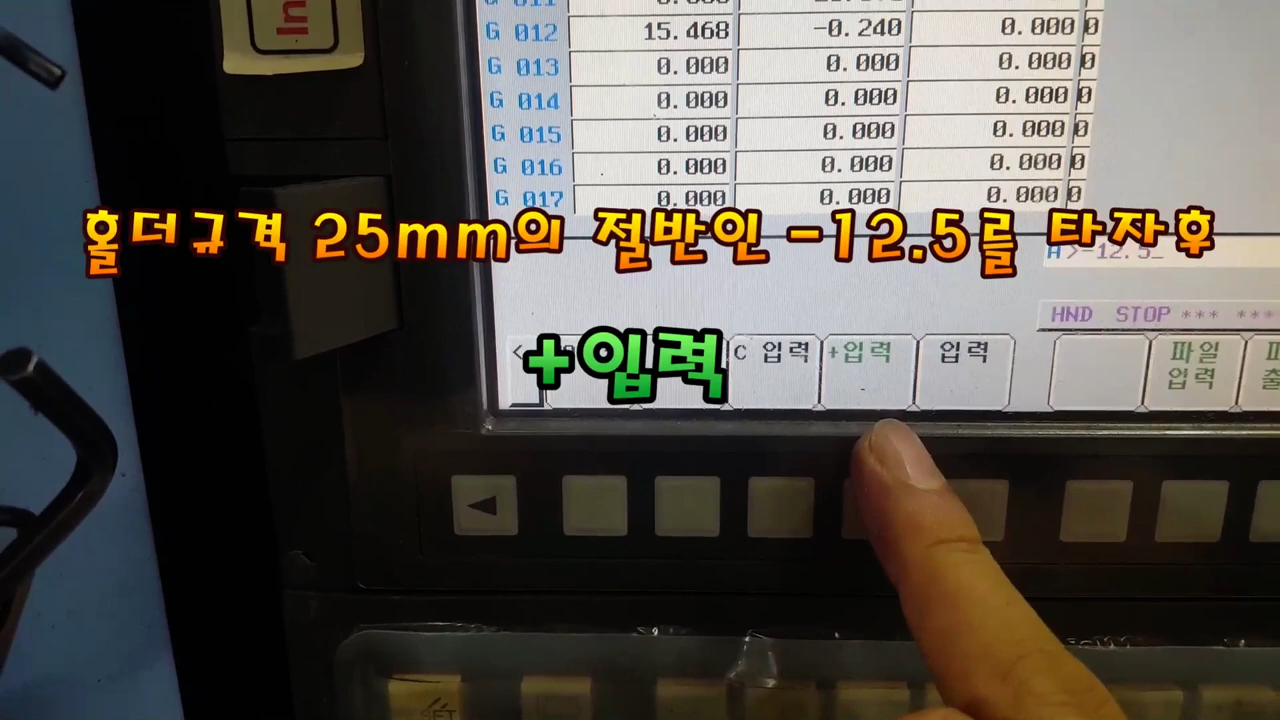 In
G 012 15.468 -0.240 0.000 0
G 013 0.000 0.000 0.000 0
G 014 0.000 0.000 0.000 0
G 015 0.000 0.000 0.000 0
G 016 0.000 0.000 0.000 0
G 017 0.000 0.000 0.000 0
홀더규격 25mm의 절반인 -12.5를 타자후
A>-12.5_
HND STOP *** ***
<
+입력
C 입력
+입력
입력
파일
입력
SET